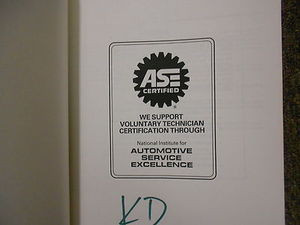 ASE
CERTIFIED
®
WE SUPPORT
VOLUNTARY TECHNICIAN
CERTIFICATION THROUGH
National Institute for
AUTOMOTIVE
SERVICE
EXCELLENCE
KD